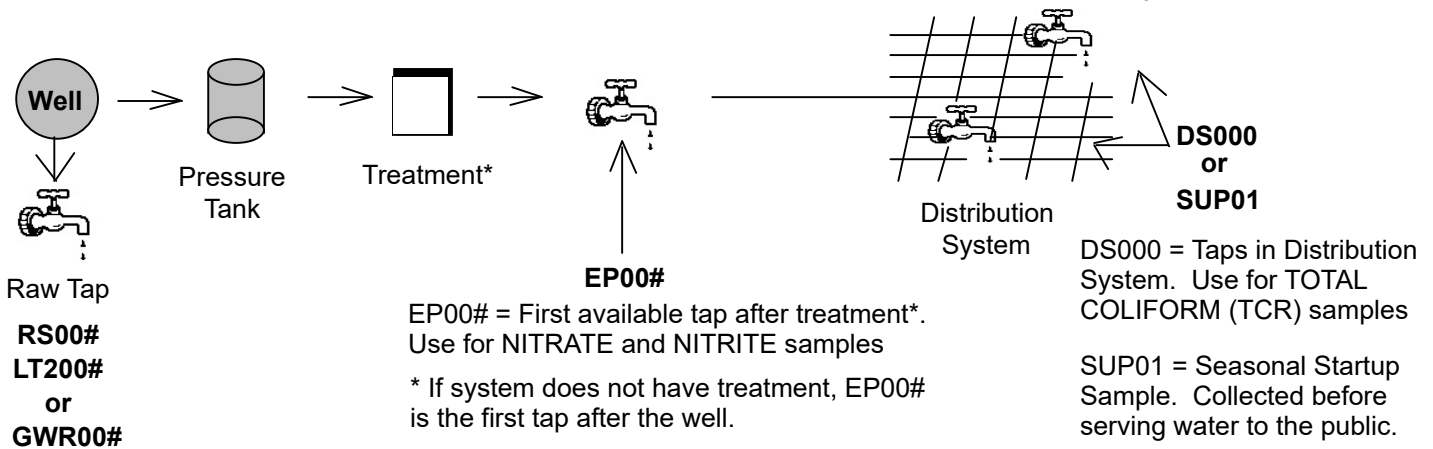 Well
Pressure
Tank
Treatment*
Raw Tap
RS00#
LT200#
or
GWR00#
EP00#
EP00# = First available tap after treatment*.
Use for NITRATE and NITRITE samples
* If system does not have treatment, EP00#
is the first tap after the well.
Distribution
System
DS000
or
SUP01
DS000 = Taps in Distribution
System.  Use for TOTAL
COLIFORM (TCR) samples
SUP01 = Seasonal Startup
Sample.  Collected before
serving water to the public.